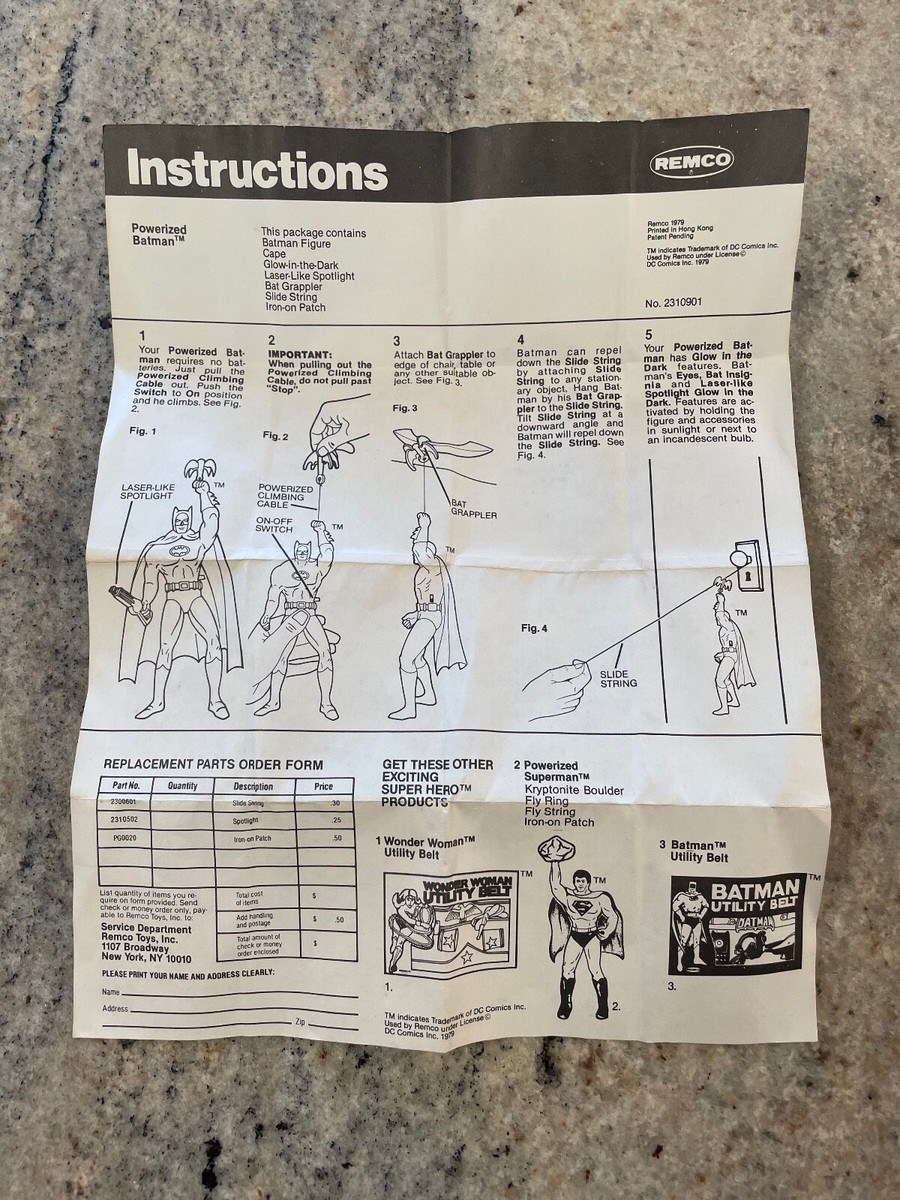 Instructions
REMCO
Powerized
Batman™
This package contains
Batman Figure
Cape
Glow-in-the-Dark
Laser-Like Spotlight
Bat Grappler
Slide String
Iron-on Patch
Remco 1979
Printed in Hong Kong
Patent Pending
TM indicates Trademark of DC Comics Inc.
Used by Remco under License©
DC Comics Inc. 1979
No. 2310901
1
Your Powerized Bat-
man requires no bat-
teries. Just pull the
Powerized Climbing
Cable out. Push the
Switch to On position
and he climbs. See Fig.
2.
Fig. 1
LASER-LIKE
SPOTLIGHT
TM
2
IMPORTANT:
When pulling out the
Powerized Climbing
Cable, do not pull past
"Stop".
Fig. 2
POWERIZED
CLIMBING
CABLE
ON-OFF
SWITCH
TM
3
Attach Bat Grappler to
edge of chair, table or
any other suitable ob-
ject. See Fig. 3.
Fig. 3
BAT
GRAPPLER
TM
4
Batman can repel
down the Slide String
by attaching Slide
String to any station-
ary object. Hang Bat-
man by his Bat Grap-
pler to the Slide String.
Tilt Slide String at a
downward angle and
Batman will repel down
the Slide String. See
Fig. 4.
Fig. 4
SLIDE
STRING
5
Your Powerized Bat-
man has Glow in the
Dark features. Bat-
man's Eyes, Bat Insig-
nia and Laser-like
Spotlight Glow in the
Dark. Features are ac-
tivated by holding the
figure and accessories
in sunlight or next to
an incandescent bulb.
TM
REPLACEMENT PARTS ORDER FORM
Part No. Quantity Description Price
2300601 Slide String .30
2310502 Spotlight .25
PG0020 Iron-on Patch .50
List quantity of items you re-
quire on form provided. Send
check or money order only, pay-
able to Remco Toys, Inc. to:
Service Department
Remco Toys, Inc.
1107 Broadway
New York, NY 10010
Total cost
of items $
Add handling
and postage $ .50
Total amount of
check or money
order enclosed $
PLEASE PRINT YOUR NAME AND ADDRESS CLEARLY:
Name
Address
Zip
GET THESE OTHER
EXCITING
SUPER HERO™
PRODUCTS
1 Wonder Woman™
Utility Belt
WONDER WOMAN
UTILITY BELT
TM
1.
TM indicates Trademark of DC Comics Inc.
Used by Remco under License©
DC Comics Inc. 1979
2 Powerized
Superman™
Kryptonite Boulder
Fly Ring
Fly String
Iron-on Patch
TM
S
2.
3 Batman™
Utility Belt
BATMAN
UTILITY BELT
BATMAN
TM
3.